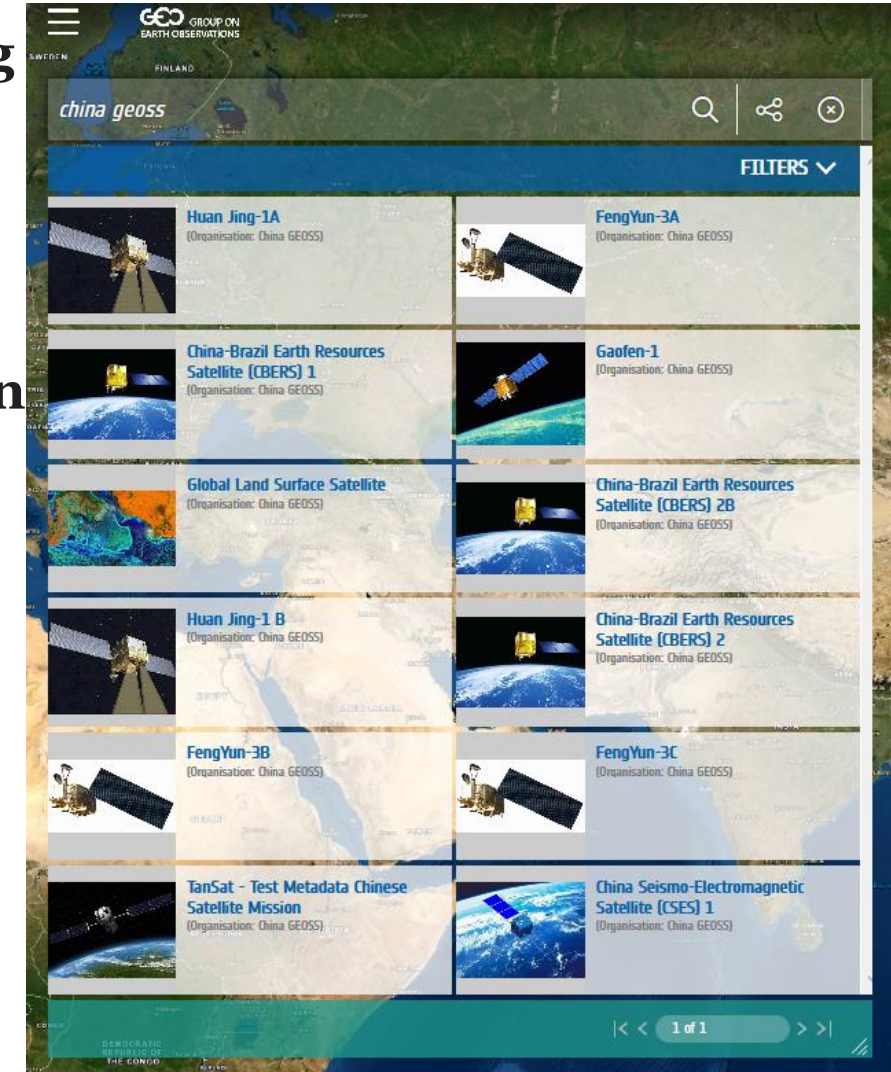 GEO GROUP ON
EARTH OBSERVATIONS
g
SWEDEN
FINLAND
china geoss
FILTERS
Huan Jing-1A
(Organisation: China GEOSS)
FengYun-3A
(Organisation: China GEOSS)
China-Brazil Earth Resources
Satellite (CBERS) 1
(Organisation: China GEOSS)
Gaofen-1
(Organisation: China GEOSS)
n
Global Land Surface Satellite
(Organisation: China GEOSS)
China-Brazil Earth Resources
Satellite (CBERS) 2B
(Organisation: China GEOSS)
Huan Jing-1 B
(Organisation: China GEOSS)
China-Brazil Earth Resources
Satellite (CBERS) 2
(Organisation: China GEOSS)
FengYun-3B
(Organisation: China GEOSS)
FengYun-3C
(Organisation: China GEOSS)
TanSat - Test Metadata Chinese
Satellite Mission
(Organisation: China GEOSS)
China Seismo-Electromagnetic
Satellite (CSES) 1
(Organisation: China GEOSS)
|< < 1 of 1 > >|
DEMOCRATIC
REPUBLIC OF
THE CONGO